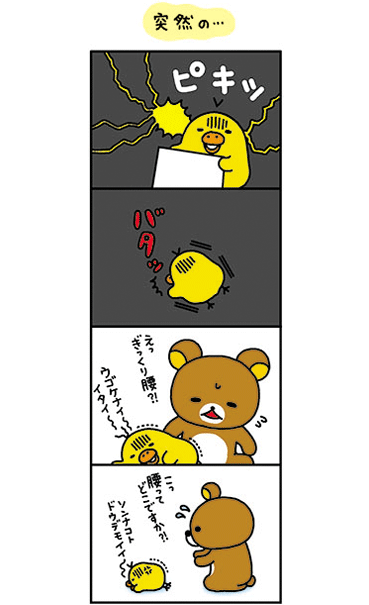 突然の…
ピキッ
バタッ
えっ
ぎっくり腰?!
ウゴケナイ〜
イタイ〜
こっ
腰って
どこですか?!
ソンナコト
ドウデモイイ〜